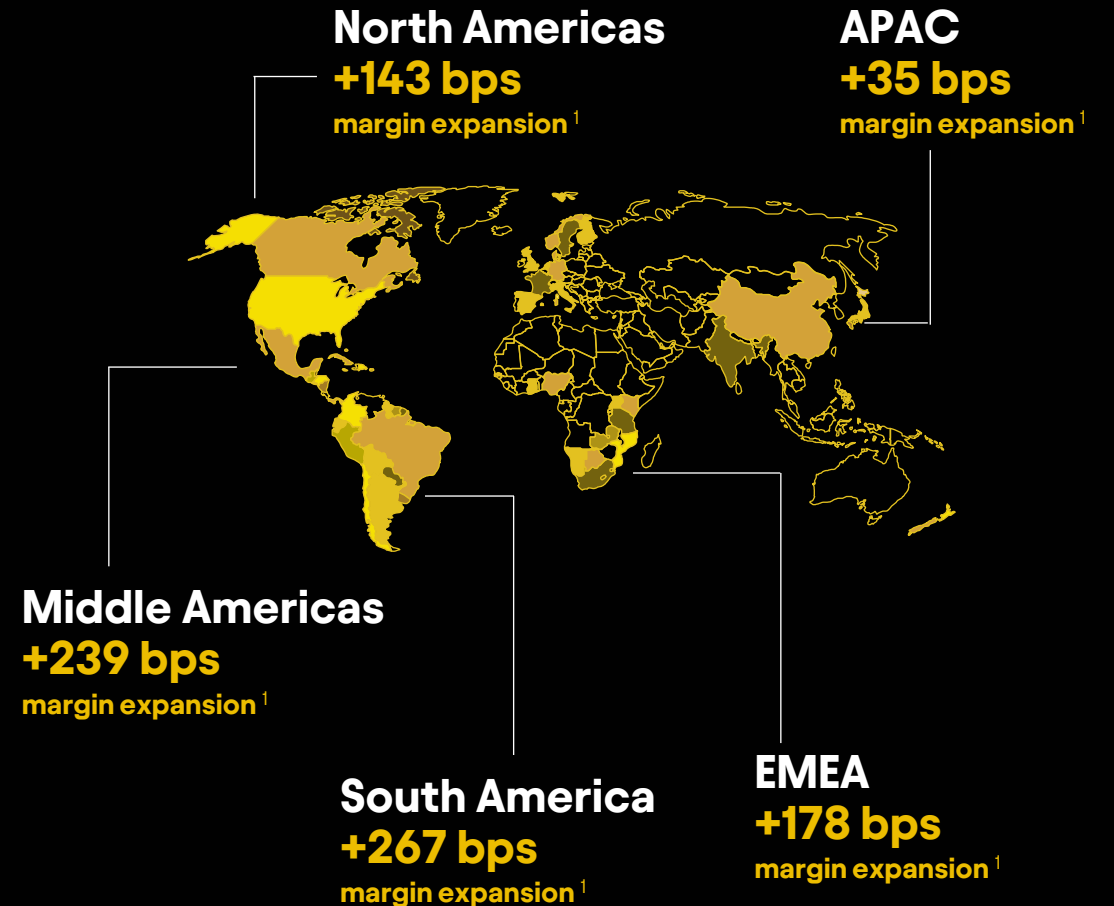 North Americas
+143 bps
margin expansion 1
APAC
+35 bps
margin expansion 1
Middle Americas
+239 bps
margin expansion 1
South America
+267 bps
margin expansion 1
EMEA
+178 bps
margin expansion 1